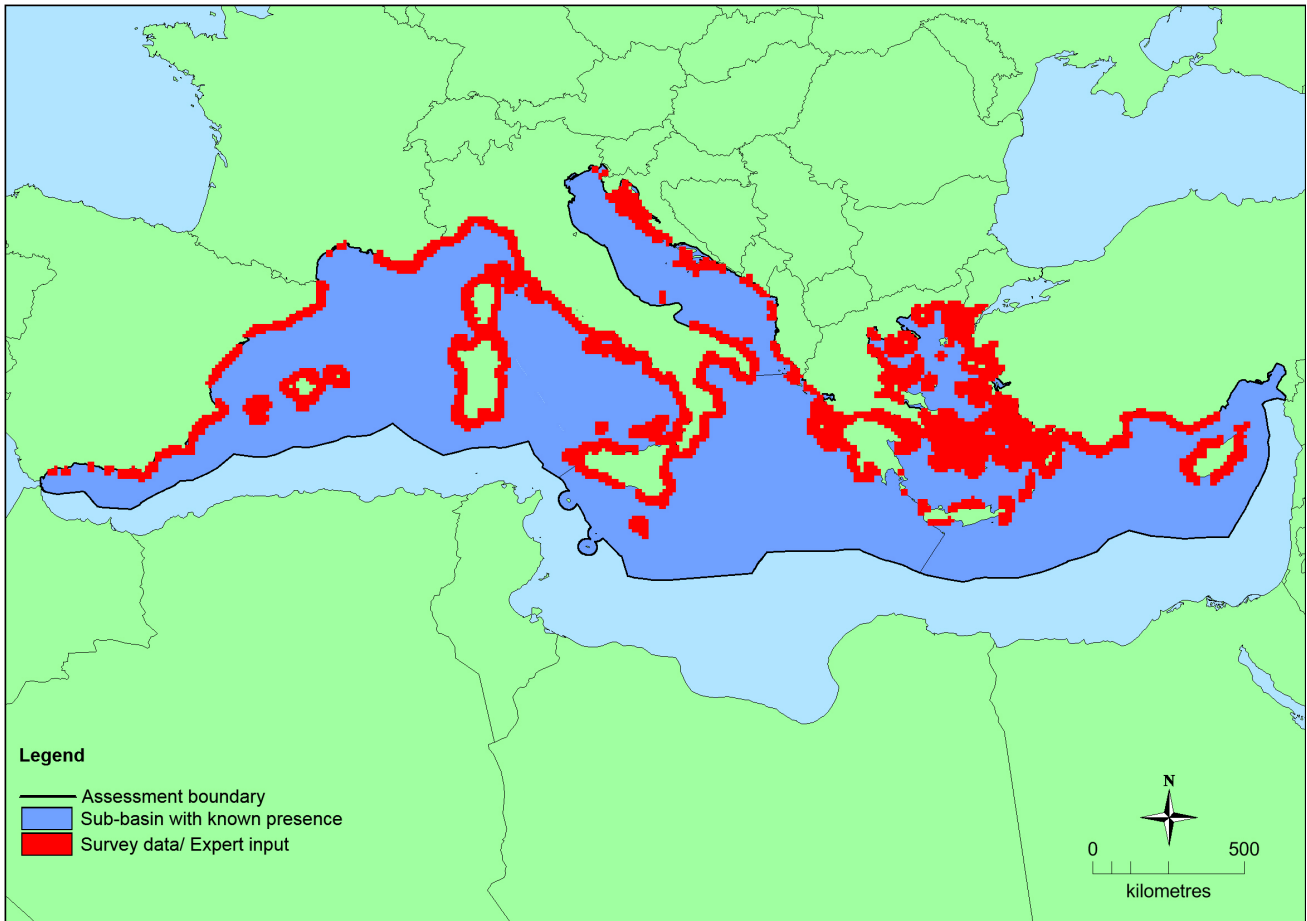 Legend
Assessment boundary
Sub-basin with known presence
Survey data/ Expert input
N
0 500
kilometres